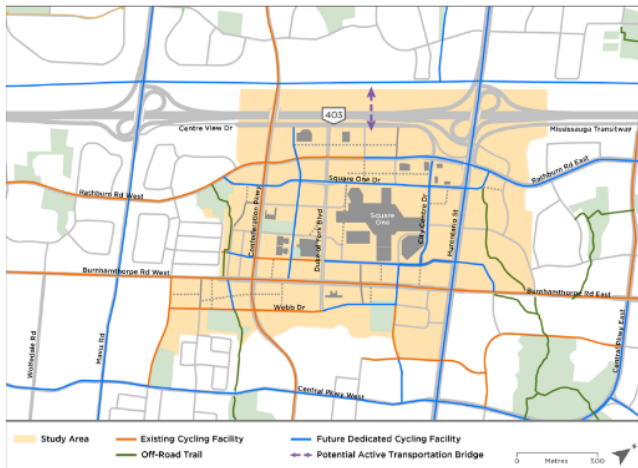 403
Centre View Dr
Mississauga Transitway
Rathburn Rd East
Square One Dr
Rathburn Rd West
Square
One
Confederation Pkwy
Duke of York Blvd
City Centre Dr
Hurontario St
Burnhamthorpe Rd West
Burnhamthorpe Rd East
Webb Dr
Wolfedale Rd
Mavis Rd
Central Pkwy East
Central Pkwy West
Study Area
Existing Cycling Facility
Future Dedicated Cycling Facility
Off-Road Trail
Potential Active Transportation Bridge
0
Metres
500